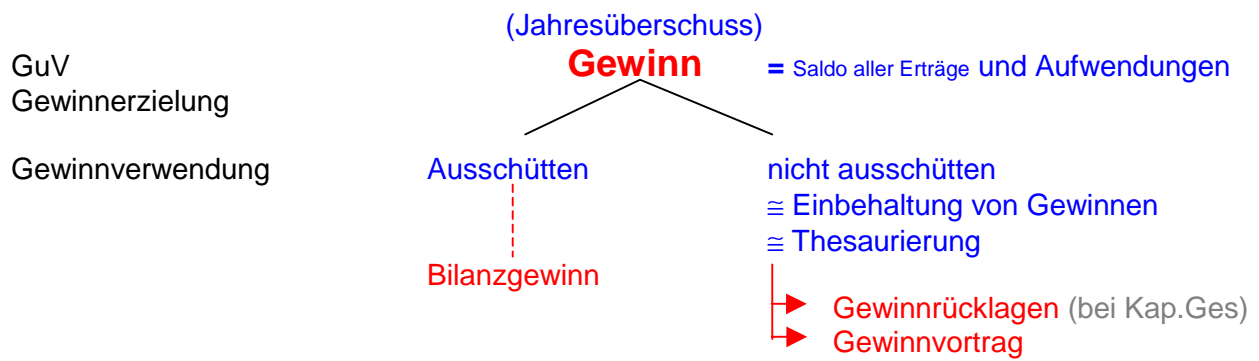 (Jahresüberschuss)
GuV Gewinn = Saldo aller Erträge und Aufwendungen
Gewinnerzielung
Gewinnverwendung Ausschütten nicht ausschütten
≅ Einbehaltung von Gewinnen
≅ Thesaurierung
Bilanzgewinn
Gewinnrücklagen (bei Kap.Ges)
Gewinnvortrag